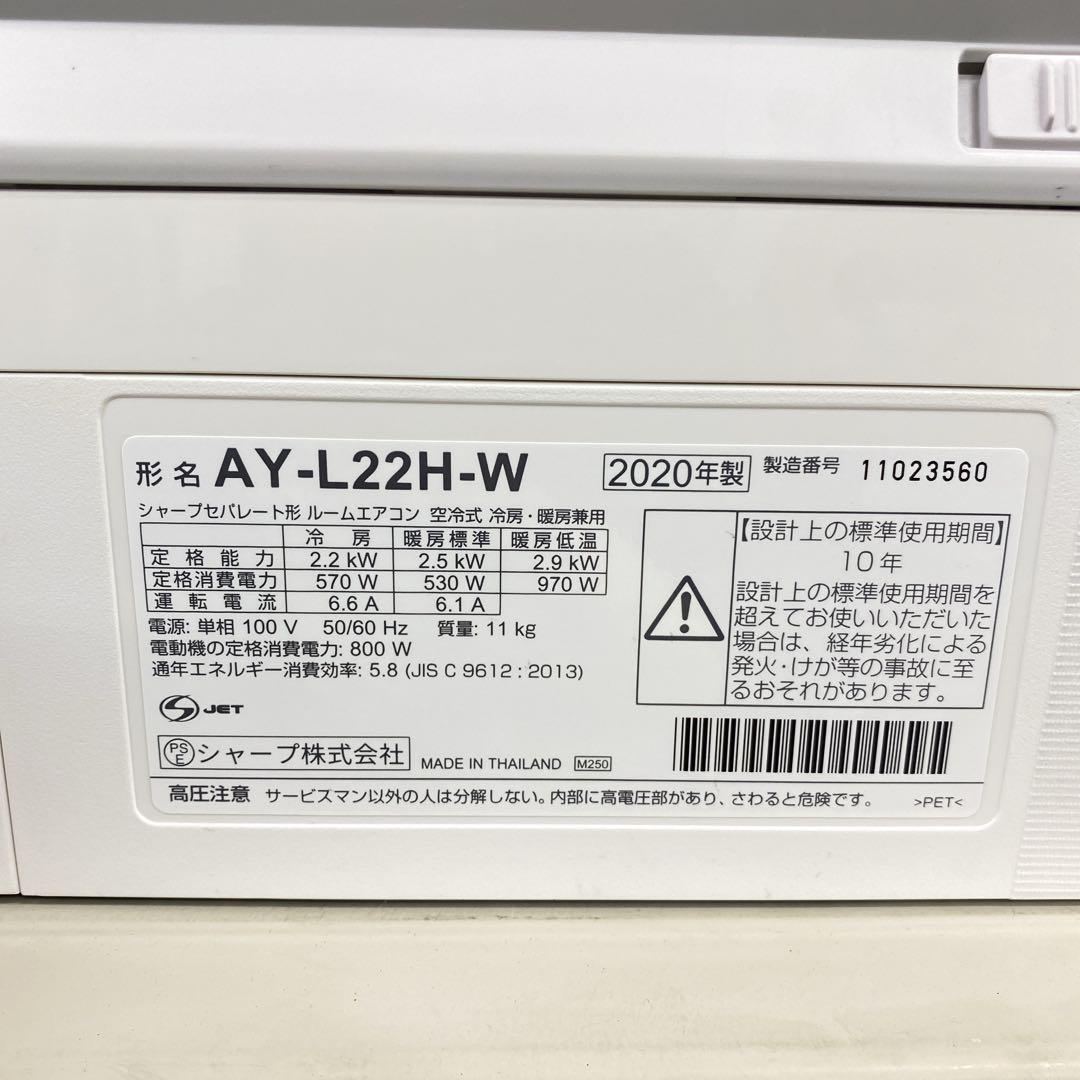 形名 AY-L22H-W 2020年製 製造番号 11023560
シャープセパレート形 ルームエアコン 空冷式 冷房・暖房兼用
冷房 暖房標準 暖房低温
定格能力 2.2 kW 2.5 kW 2.9 kW
定格消費電力 570 W 530 W 970 W
運転電流 6.6 A 6.1 A
電源: 単相 100 V 50/60 Hz 質量: 11 kg
電動機の定格消費電力: 800 W
通年エネルギー消費効率: 5.8 (JIS C 9612 : 2013)
JET
PS E シャープ株式会社 MADE IN THAILAND M250
【設計上の標準使用期間】
10年
設計上の標準使用期間を
超えてお使いいただいた
場合は、経年劣化による
発火・けが等の事故に至
るおそれがあります。
高圧注意 サービスマン以外の人は分解しない。内部に高電圧部があり、さわると危険です。 >PET<